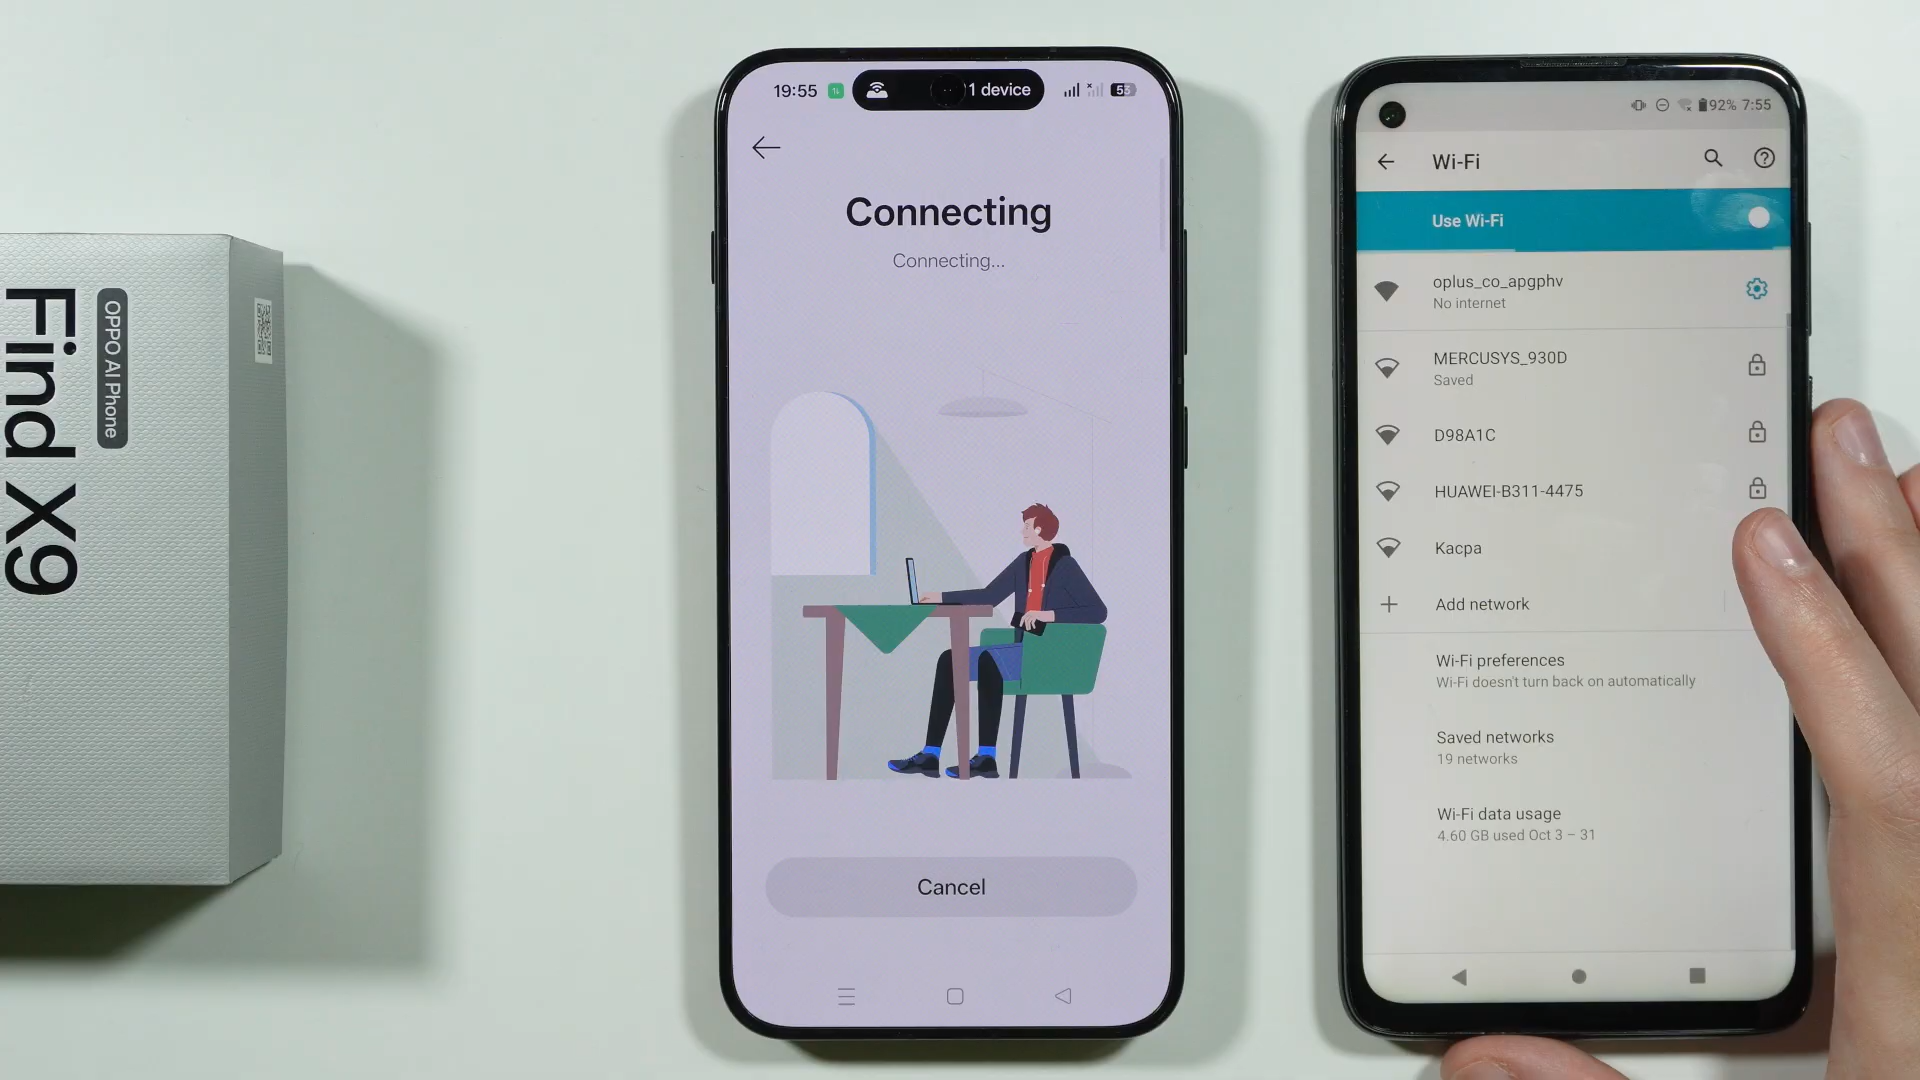 OPPO AI Phone
Find X9
19:55
1 device
53
Connecting
Connecting...
Cancel
92% 7:55
Wi-Fi
Use Wi-Fi
oplus_co_apgphv
No internet
MERCUSYS_930D
Saved
D98A1C
HUAWEI-B311-4475
Kacpa
Add network
Wi-Fi preferences
Wi-Fi doesn't turn back on automatically
Saved networks
19 networks
Wi-Fi data usage
4.60 GB used Oct 3 – 31